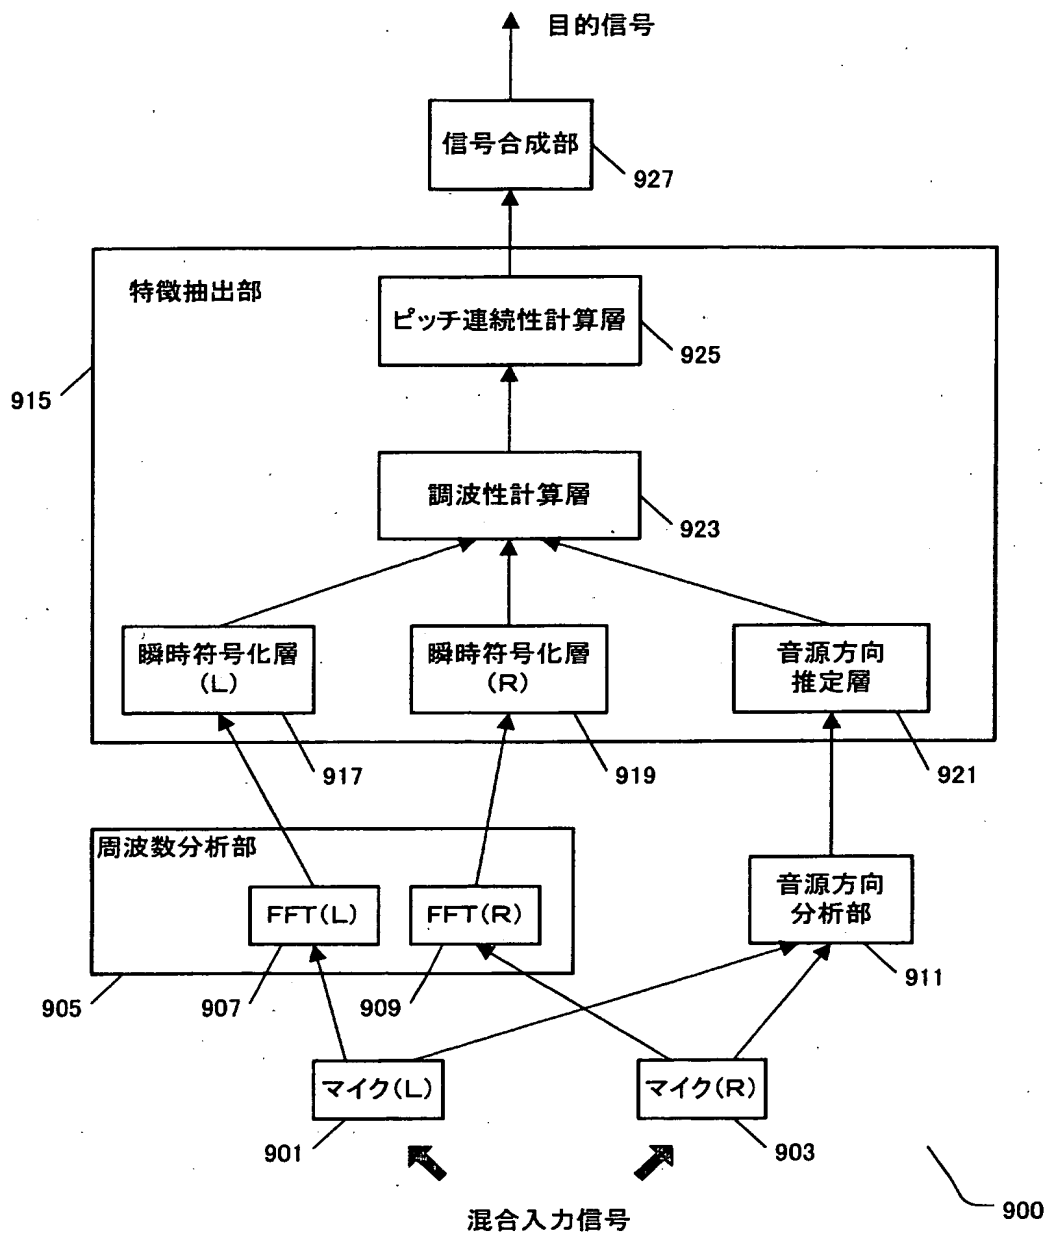 目的信号
信号合成部
927
特徴抽出部
ピッチ連続性計算層
925
915
調波性計算層
923
瞬時符号化層
(L)
瞬時符号化層
(R)
音源方向
推定層
917
919
921
周波数分析部
FFT(L)
FFT(R)
音源方向
分析部
905
907
909
911
マイク(L)
マイク(R)
901
903
混合入力信号
900